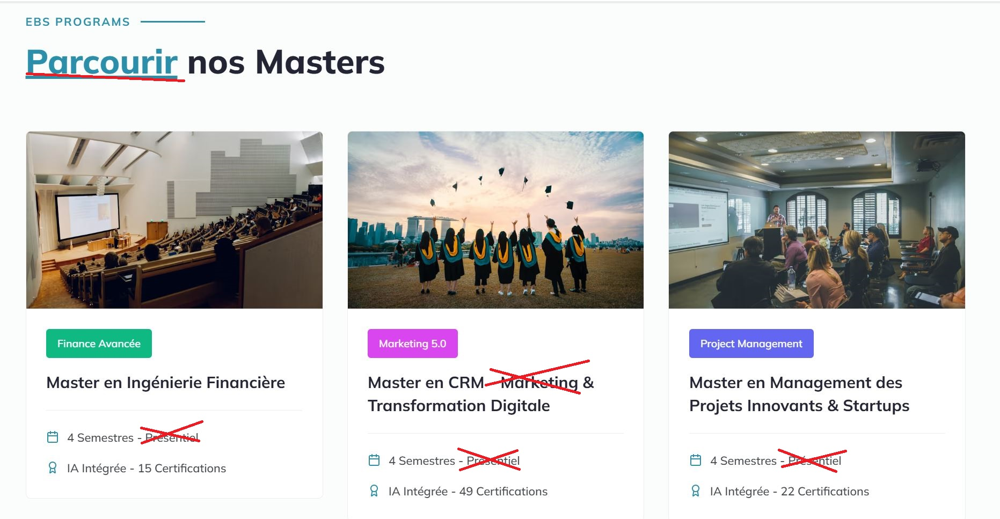 EBS PROGRAMS
Parcourir nos Masters
Finance Avancée
Master en Ingénierie Financière
4 Semestres - Présentiel
IA Intégrée - 15 Certifications
Marketing 5.0
Master en CRM - Marketing &
Transformation Digitale
4 Semestres - Présentiel
IA Intégrée - 49 Certifications
Project Management
Master en Management des
Projets Innovants & Startups
4 Semestres - Présentiel
IA Intégrée - 22 Certifications